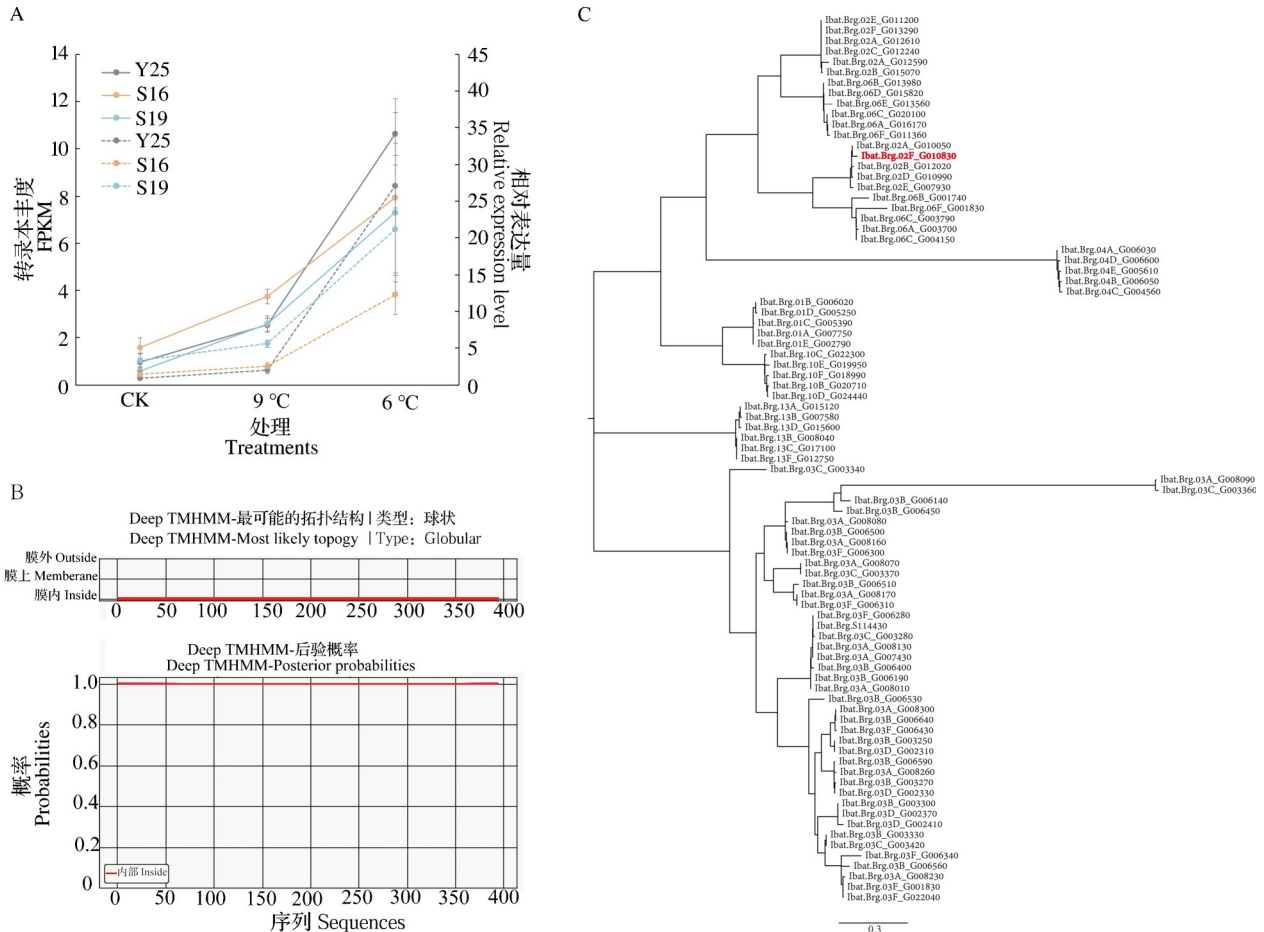 A
14
12
10
8
6
4
2
0
转录本丰度
FPKM
45
40
35
30
25
20
15
10
5
0
相对表达量
Relative expression level
Y25
S16
S19
Y25
S16
S19
CK
9 °C
6 °C
处理
Treatments
B
Deep TMHMM-最可能的拓扑结构 | 类型：球状
Deep TMHMM-Most likely topogy | Type：Globular
膜外 Outside
膜上 Memberane
膜内 Inside
0 50 100 150 200 250 300 350 400
Deep TMHMM-后验概率
Deep TMHMM-Posterior probabilities
1.0
0.8
0.6
0.4
0.2
0
概率
Probabilities
内部 Inside
0 50 100 150 200 250 300 350 400
序列 Sequences
C
Ibat.Brg.02E_G011200
Ibat.Brg.02F_G013290
Ibat.Brg.02A_G012610
Ibat.Brg.02C_G012240
Ibat.Brg.02A_G012590
Ibat.Brg.02B_G015070
Ibat.Brg.06B_G013980
Ibat.Brg.06D_G015820
Ibat.Brg.06E_G013560
Ibat.Brg.06C_G020100
Ibat.Brg.06A_G016170
Ibat.Brg.06F_G011360
Ibat.Brg.02A_G010050
Ibat.Brg.02F_G010830
Ibat.Brg.02B_G012020
Ibat.Brg.02D_G010990
Ibat.Brg.02E_G007930
Ibat.Brg.06B_G001740
Ibat.Brg.06F_G001830
Ibat.Brg.06C_G003790
Ibat.Brg.06A_G003700
Ibat.Brg.06C_G004150
Ibat.Brg.04A_G006030
Ibat.Brg.04D_G006600
Ibat.Brg.04E_G005610
Ibat.Brg.04B_G006050
Ibat.Brg.04C_G004560
Ibat.Brg.01B_G006020
Ibat.Brg.01D_G005250
Ibat.Brg.01C_G005390
Ibat.Brg.01A_G007750
Ibat.Brg.01E_G002790
Ibat.Brg.10C_G022300
Ibat.Brg.10E_G019950
Ibat.Brg.10F_G018990
Ibat.Brg.10B_G020710
Ibat.Brg.10D_G024440
Ibat.Brg.13A_G015120
Ibat.Brg.13B_G007580
Ibat.Brg.13D_G015600
Ibat.Brg.13B_G008040
Ibat.Brg.13C_G017100
Ibat.Brg.13F_G012750
Ibat.Brg.03C_G003340
Ibat.Brg.03A_G008090
Ibat.Brg.03C_G003360
Ibat.Brg.03B_G006140
Ibat.Brg.03B_G006450
Ibat.Brg.03A_G008080
Ibat.Brg.03B_G006500
Ibat.Brg.03A_G008160
Ibat.Brg.03F_G006300
Ibat.Brg.03A_G008070
Ibat.Brg.03C_G003370
Ibat.Brg.03B_G006510
Ibat.Brg.03A_G008170
Ibat.Brg.03F_G006310
Ibat.Brg.03F_G006280
Ibat.Brg.S114430
Ibat.Brg.03C_G003280
Ibat.Brg.03A_G008130
Ibat.Brg.03A_G007430
Ibat.Brg.03B_G006400
Ibat.Brg.03B_G006190
Ibat.Brg.03A_G008010
Ibat.Brg.03B_G006530
Ibat.Brg.03A_G008300
Ibat.Brg.03B_G006640
Ibat.Brg.03F_G006430
Ibat.Brg.03B_G003250
Ibat.Brg.03D_G002310
Ibat.Brg.03B_G006590
Ibat.Brg.03A_G008260
Ibat.Brg.03B_G003270
Ibat.Brg.03D_G002330
Ibat.Brg.03B_G003300
Ibat.Brg.03D_G002370
Ibat.Brg.03D_G002410
Ibat.Brg.03B_G003330
Ibat.Brg.03C_G003420
Ibat.Brg.03F_G006340
Ibat.Brg.03B_G006560
Ibat.Brg.03A_G008230
Ibat.Brg.03F_G001830
Ibat.Brg.03F_G022040
0.3